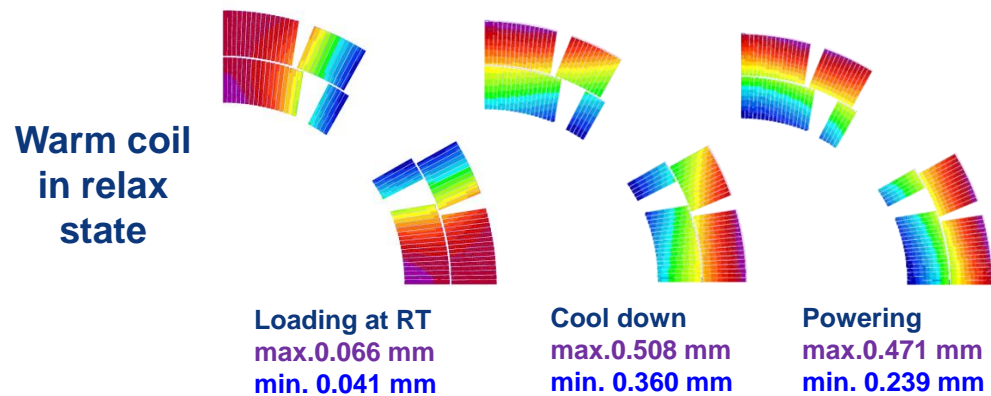 Warm coil
in relax
state
Loading at RT
max.0.066 mm
min. 0.041 mm
Cool down
max.0.508 mm
min. 0.360 mm
Powering
max.0.471 mm
min. 0.239 mm